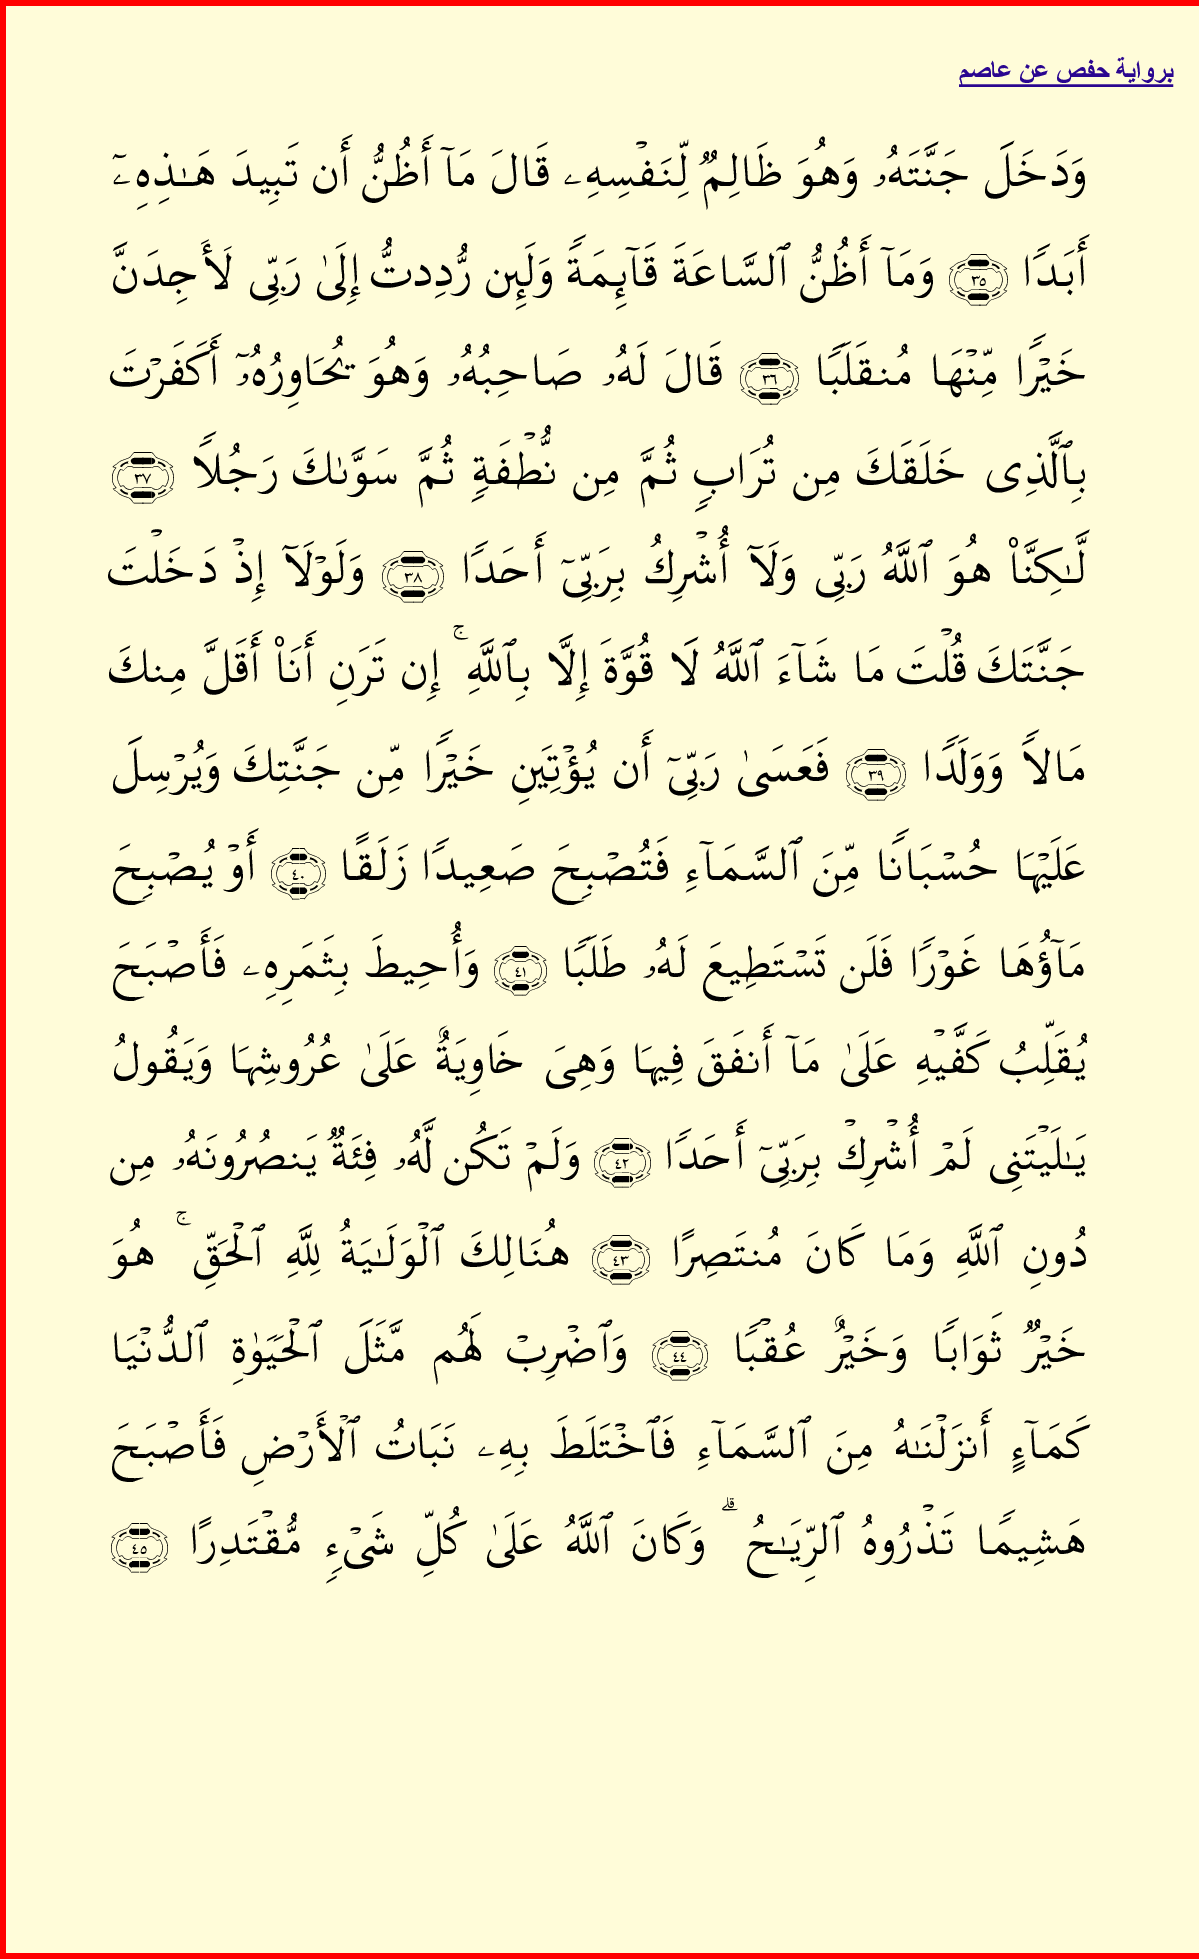 برواية حفص عن عاصم
وَدَخَلَ جَنَّتَهُۥ وَهُوَ ظَالِمٌۭ لِّنَفْسِهِۦ قَالَ مَآ أَظُنُّ أَن تَبِيدَ هَـٰذِهِۦٓ
أَبَدًۭا ٣٥ وَمَآ أَظُنُّ ٱلسَّاعَةَ قَآئِمَةًۭ وَلَئِن رُّدِدتُّ إِلَىٰ رَبِّى لَأَجِدَنَّ
خَيْرًۭا مِّنْهَا مُنقَلَبًۭا ٣٦ قَالَ لَهُۥ صَاحِبُهُۥ وَهُوَ يُحَاوِرُهُۥٓ أَكَفَرْتَ
بِٱلَّذِى خَلَقَكَ مِن تُرَابٍۢ ثُمَّ مِن نُّطْفَةٍۢ ثُمَّ سَوَّىٰكَ رَجُلًۭا ٣٧
لَّـٰكِنَّا۠ هُوَ ٱللَّهُ رَبِّى وَلَآ أُشْرِكُ بِرَبِّىٓ أَحَدًۭا ٣٨ وَلَوْلَآ إِذْ دَخَلْتَ
جَنَّتَكَ قُلْتَ مَا شَآءَ ٱللَّهُ لَا قُوَّةَ إِلَّا بِٱللَّهِ ۚ إِن تَرَنِ أَنَا۠ أَقَلَّ مِنكَ
مَالًۭا وَوَلَدًۭا ٣٩ فَعَسَىٰ رَبِّىٓ أَن يُؤْتِيَنِ خَيْرًۭا مِّن جَنَّتِكَ وَيُرْسِلَ
عَلَيْهَا حُسْبَانًۭا مِّنَ ٱلسَّمَآءِ فَتُصْبِحَ صَعِيدًۭا زَلَقًا ٤٠ أَوْ يُصْبِحَ
مَآؤُهَا غَوْرًۭا فَلَن تَسْتَطِيعَ لَهُۥ طَلَبًۭا ٤١ وَأُحِيطَ بِثَمَرِهِۦ فَأَصْبَحَ
يُقَلِّبُ كَفَّيْهِ عَلَىٰ مَآ أَنفَقَ فِيهَا وَهِىَ خَاوِيَةٌ عَلَىٰ عُرُوشِهَا وَيَقُولُ
يَـٰلَيْتَنِى لَمْ أُشْرِكْ بِرَبِّىٓ أَحَدًۭا ٤٢ وَلَمْ تَكُن لَّهُۥ فِئَةٌۭ يَنصُرُونَهُۥ مِن
دُونِ ٱللَّهِ وَمَا كَانَ مُنتَصِرًا ٤٣ هُنَالِكَ ٱلْوَلَـٰيَةُ لِلَّهِ ٱلْحَقِّ ۚ هُوَ
خَيْرٌۭ ثَوَابًۭا وَخَيْرٌ عُقْبًۭا ٤٤ وَٱضْرِبْ لَهُم مَّثَلَ ٱلْحَيَوٰةِ ٱلدُّنْيَا
كَمَآءٍ أَنزَلْنَـٰهُ مِنَ ٱلسَّمَآءِ فَٱخْتَلَطَ بِهِۦ نَبَاتُ ٱلْأَرْضِ فَأَصْبَحَ
هَشِيمًۭا تَذْرُوهُ ٱلرِّيَـٰحُ ۗ وَكَانَ ٱللَّهُ عَلَىٰ كُلِّ شَىْءٍۢ مُّقْتَدِرًا ٤٥